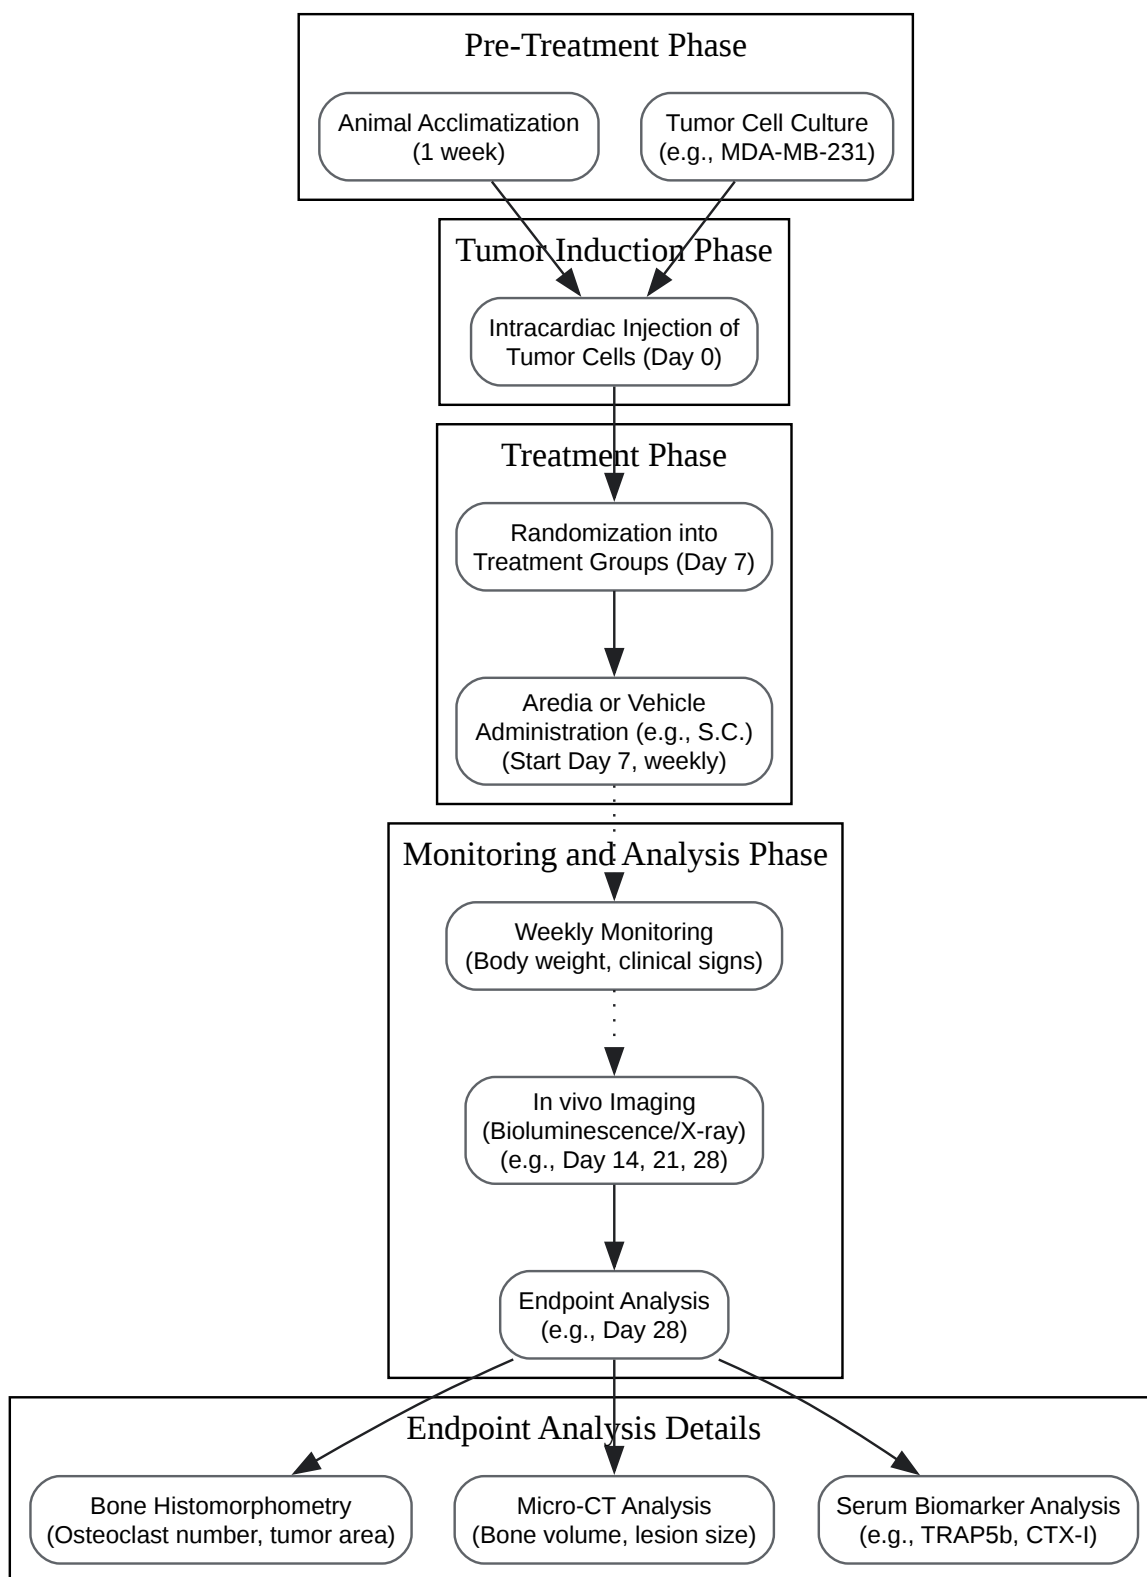 Pre-Treatment Phase
Animal Acclimatization
(1 week)
Tumor Cell Culture
(e.g., MDA-MB-231)
Tumor Induction Phase
Intracardiac Injection of
Tumor Cells (Day 0)
Treatment Phase
Randomization into
Treatment Groups (Day 7)
Aredia or Vehicle
Administration (e.g., S.C.)
(Start Day 7, weekly)
Monitoring and Analysis Phase
Weekly Monitoring
(Body weight, clinical signs)
In vivo Imaging
(Bioluminescence/X-ray)
(e.g., Day 14, 21, 28)
Endpoint Analysis
(e.g., Day 28)
Endpoint Analysis Details
Bone Histomorphometry
(Osteoclast number, tumor area)
Micro-CT Analysis
(Bone volume, lesion size)
Serum Biomarker Analysis
(e.g., TRAP5b, CTX-I)